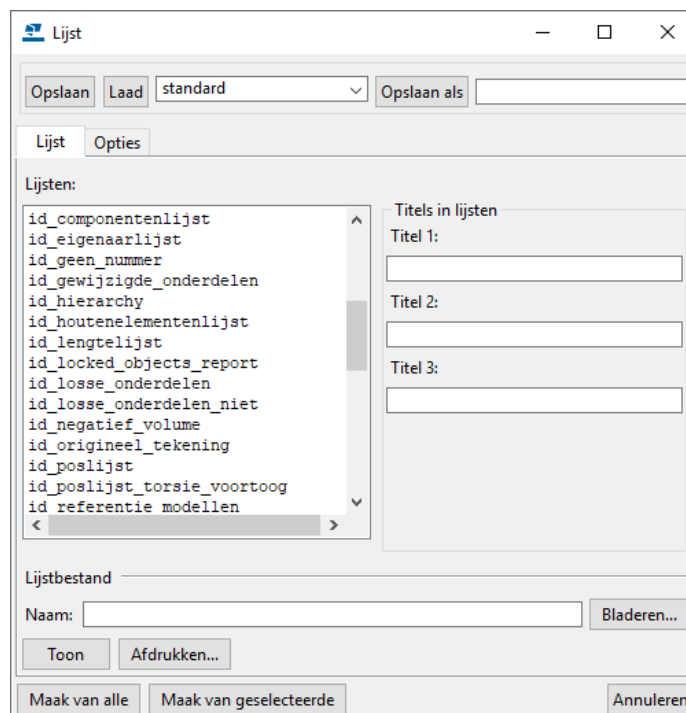 Lijst
Opslaan Laad standard Opslaan als
Lijst Opties
Lijsten:
id_componentenlijst
id_eigenaarlijst
id_geen_nummer
id_gewijzigde_onderdelen
id_hierarchy
id_houtenelementenlijst
id_lengtelijst
id_locked_objects_report
id_losse_onderdelen
id_losse_onderdelen_niet
id_negatief_volume
id_origineel_tekening
id_poslijst
id_poslijst_torsie_voortoog
id_referentie_modellen
Titels in lijsten
Titel 1:
Titel 2:
Titel 3:
Lijstbestand
Naam: Bladeren...
Toon Afdrukken...
Maak van alle Maak van geselecteerde Annuleren